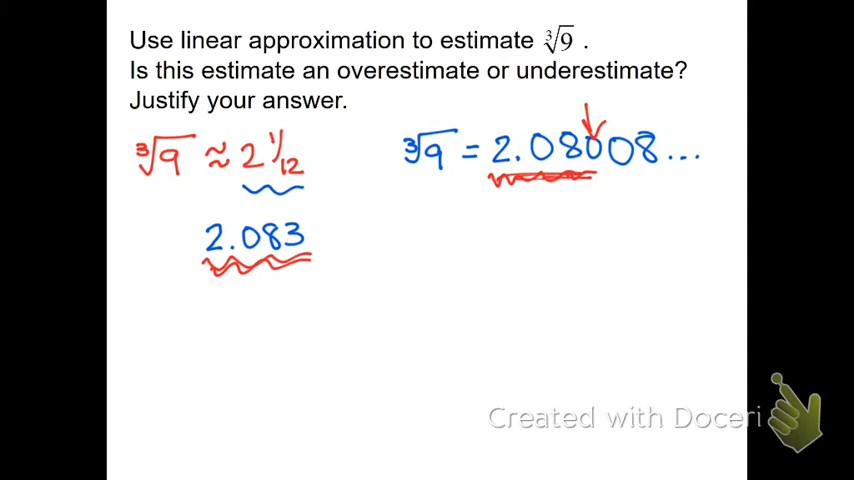 Use linear approximation to estimate ∛9 .
Is this estimate an overestimate or underestimate?
Justify your answer.
∛9 ≈ 2 1/12
∛9 = 2.08008...
2.083
Created with Doceri